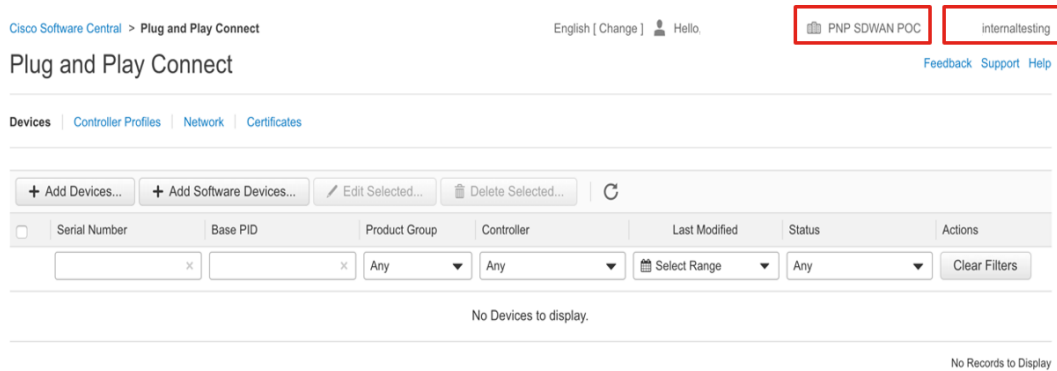 Cisco Software Central > Plug and Play Connect English [ Change ] Hello, PNP SDWAN POC internaltesting
Plug and Play Connect Feedback Support Help
Devices Controller Profiles Network Certificates
+ Add Devices... + Add Software Devices... Edit Selected... Delete Selected...
Serial Number Base PID Product Group Controller Last Modified Status Actions
× × Any Any Select Range Any Clear Filters
No Devices to display.
No Records to Display